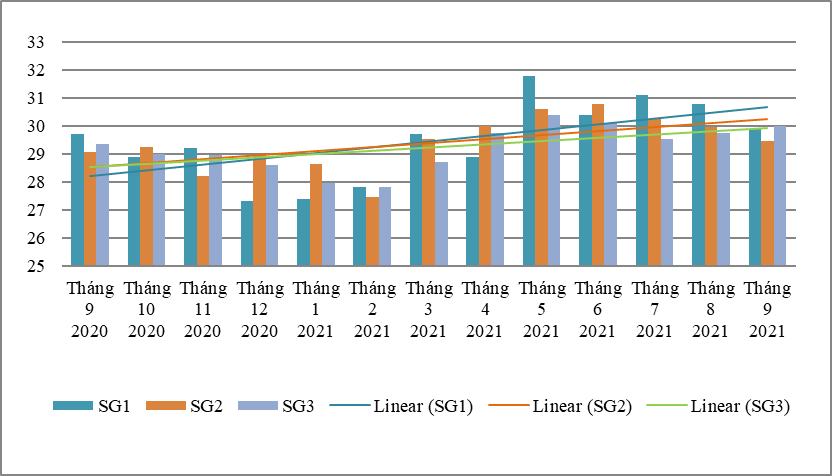 33
32
31
30
29
28
27
26
25
Tháng Tháng Tháng Tháng Tháng Tháng Tháng Tháng Tháng Tháng Tháng Tháng Tháng
9 10 11 12 1 2 3 4 5 6 7 8 9
2020 2020 2020 2020 2021 2021 2021 2021 2021 2021 2021 2021 2021
SG1 SG2 SG3 Linear (SG1) Linear (SG2) Linear (SG3)